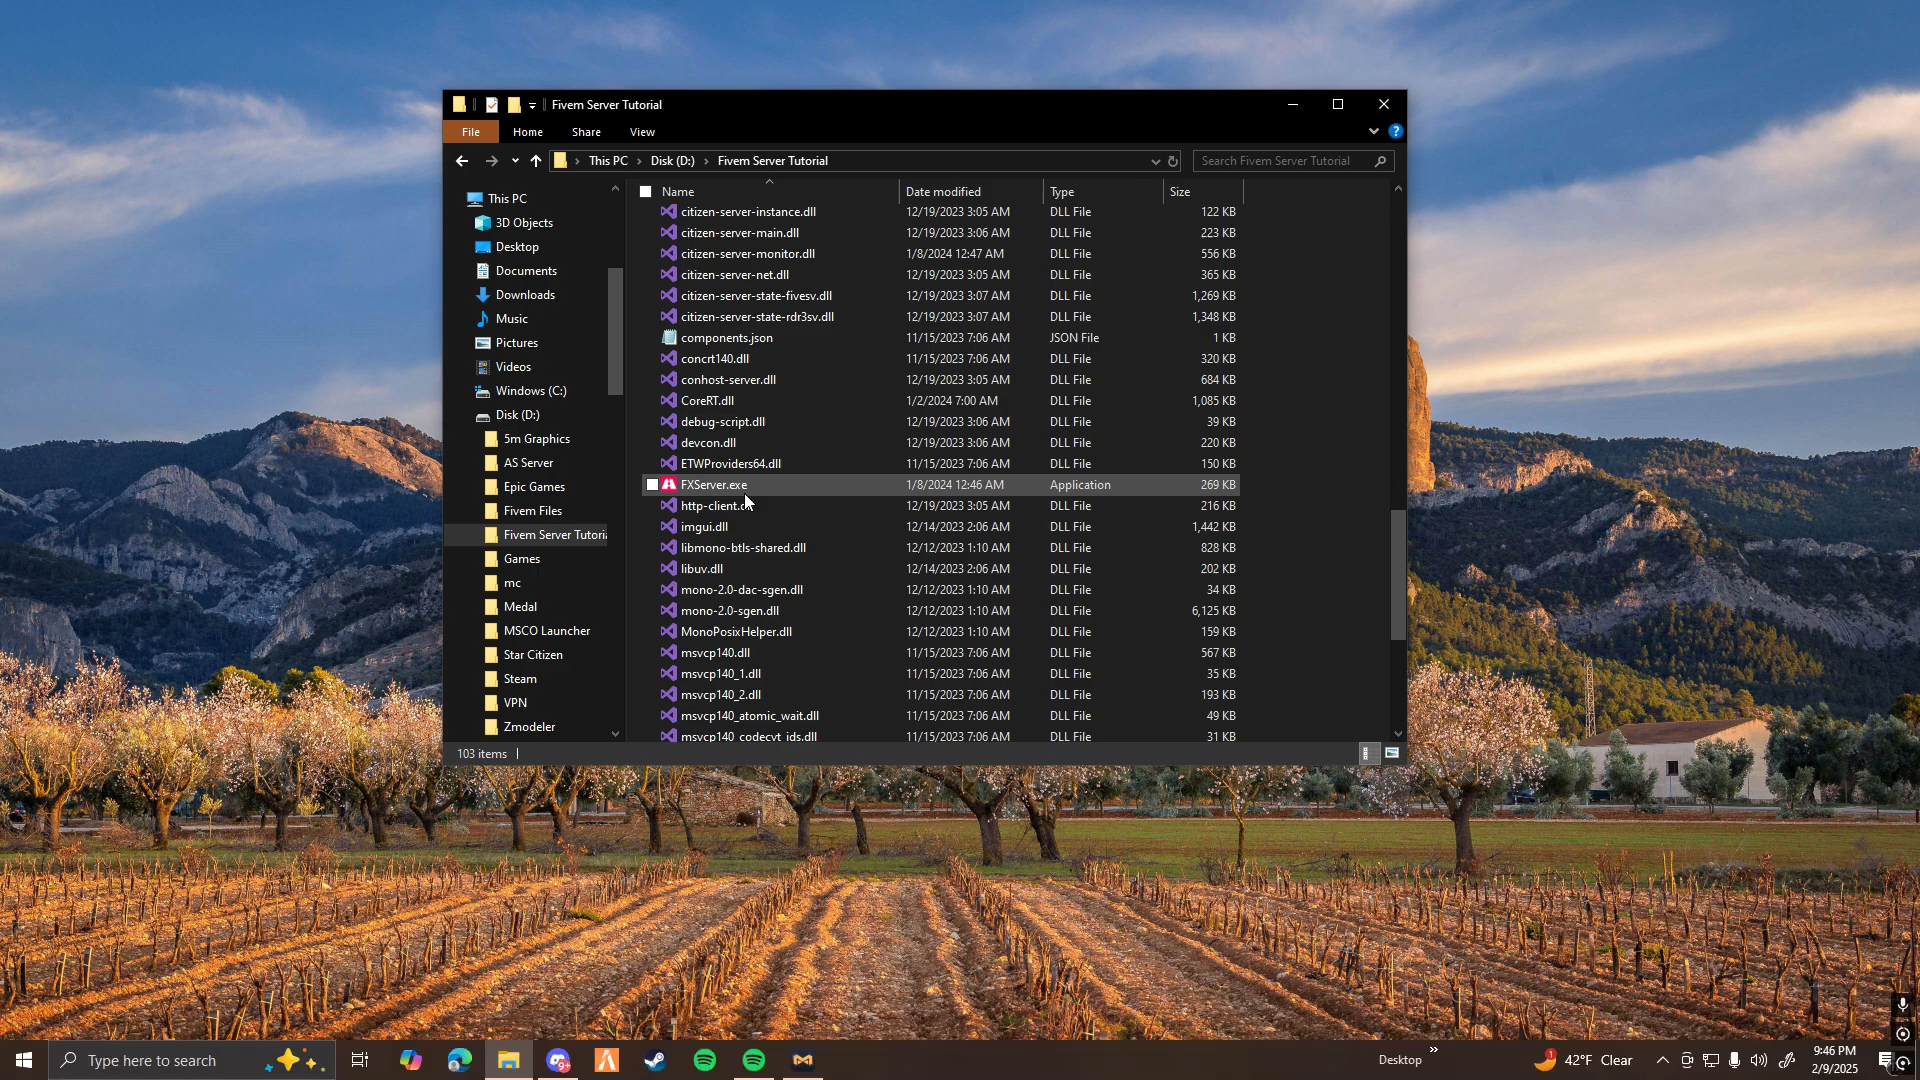 Fivem Server Tutorial
File Home Share View
This PC Disk (D:) Fivem Server Tutorial
Search Fivem Server Tutorial
This PC
3D Objects
Desktop
Documents
Downloads
Music
Pictures
Videos
Windows (C:)
Disk (D:)
5m Graphics
AS Server
Epic Games
Fivem Files
Fivem Server Tutoria
Games
mc
Medal
MSCO Launcher
Star Citizen
Steam
VPN
Zmodeler
Name Date modified Type Size
citizen-server-instance.dll 12/19/2023 3:05 AM DLL File 122 KB
citizen-server-main.dll 12/19/2023 3:06 AM DLL File 223 KB
citizen-server-monitor.dll 1/8/2024 12:47 AM DLL File 556 KB
citizen-server-net.dll 12/19/2023 3:05 AM DLL File 365 KB
citizen-server-state-fivesv.dll 12/19/2023 3:07 AM DLL File 1,269 KB
citizen-server-state-rdr3sv.dll 12/19/2023 3:07 AM DLL File 1,348 KB
components.json 11/15/2023 7:06 AM JSON File 1 KB
concrt140.dll 11/15/2023 7:06 AM DLL File 320 KB
conhost-server.dll 12/19/2023 3:05 AM DLL File 684 KB
CoreRT.dll 1/2/2024 7:00 AM DLL File 1,085 KB
debug-script.dll 12/19/2023 3:06 AM DLL File 39 KB
devcon.dll 12/19/2023 3:06 AM DLL File 220 KB
ETWProviders64.dll 11/15/2023 7:06 AM DLL File 150 KB
FXServer.exe 1/8/2024 12:46 AM Application 269 KB
http-client. 12/19/2023 3:05 AM DLL File 216 KB
imgui.dll 12/14/2023 2:06 AM DLL File 1,442 KB
libmono-btls-shared.dll 12/12/2023 1:10 AM DLL File 828 KB
libuv.dll 12/14/2023 2:06 AM DLL File 202 KB
mono-2.0-dac-sgen.dll 12/12/2023 1:10 AM DLL File 34 KB
mono-2.0-sgen.dll 12/12/2023 1:10 AM DLL File 6,125 KB
MonoPosixHelper.dll 12/12/2023 1:10 AM DLL File 159 KB
msvcp140.dll 11/15/2023 7:06 AM DLL File 567 KB
msvcp140_1.dll 11/15/2023 7:06 AM DLL File 35 KB
msvcp140_2.dll 11/15/2023 7:06 AM DLL File 193 KB
msvcp140_atomic_wait.dll 11/15/2023 7:06 AM DLL File 49 KB
msvcp140_codecvt_ids.dll 11/15/2023 7:06 AM DLL File 31 KB
103 items
Type here to search
9+
Desktop
1
42°F Clear
9:46 PM
2/9/2025